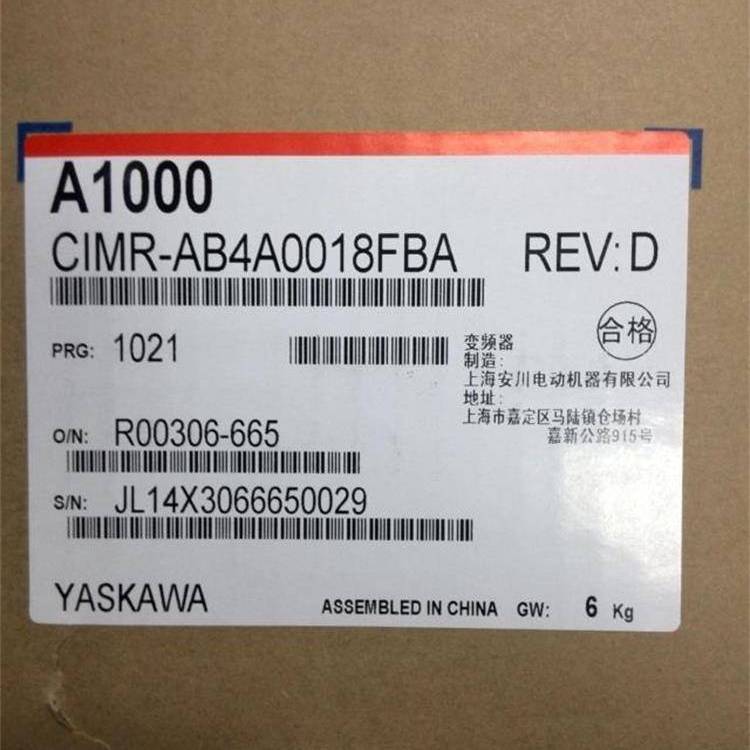 A1000
CIMR-AB4A0018FBA REV: D
PRG: 1021
合格
变频器
制造:
上海安川电动机器有限公司
地址:
上海市嘉定区马陆镇仓场村
嘉新公路915号
O/N: R00306-665
S/N: JL14X3066650029
YASKAWA ASSEMBLED IN CHINA GW: 6 Kg